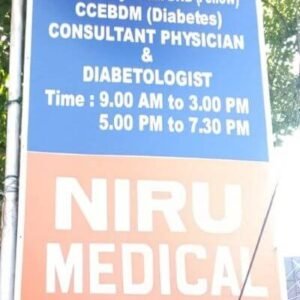 CCEBDM (Diabetes)
CONSULTANT PHYSICIAN
&
DIABETOLOGIST
Time : 9.00 AM to 3.00 PM
5.00 PM to 7.30 PM
NIRU
MEDICAL